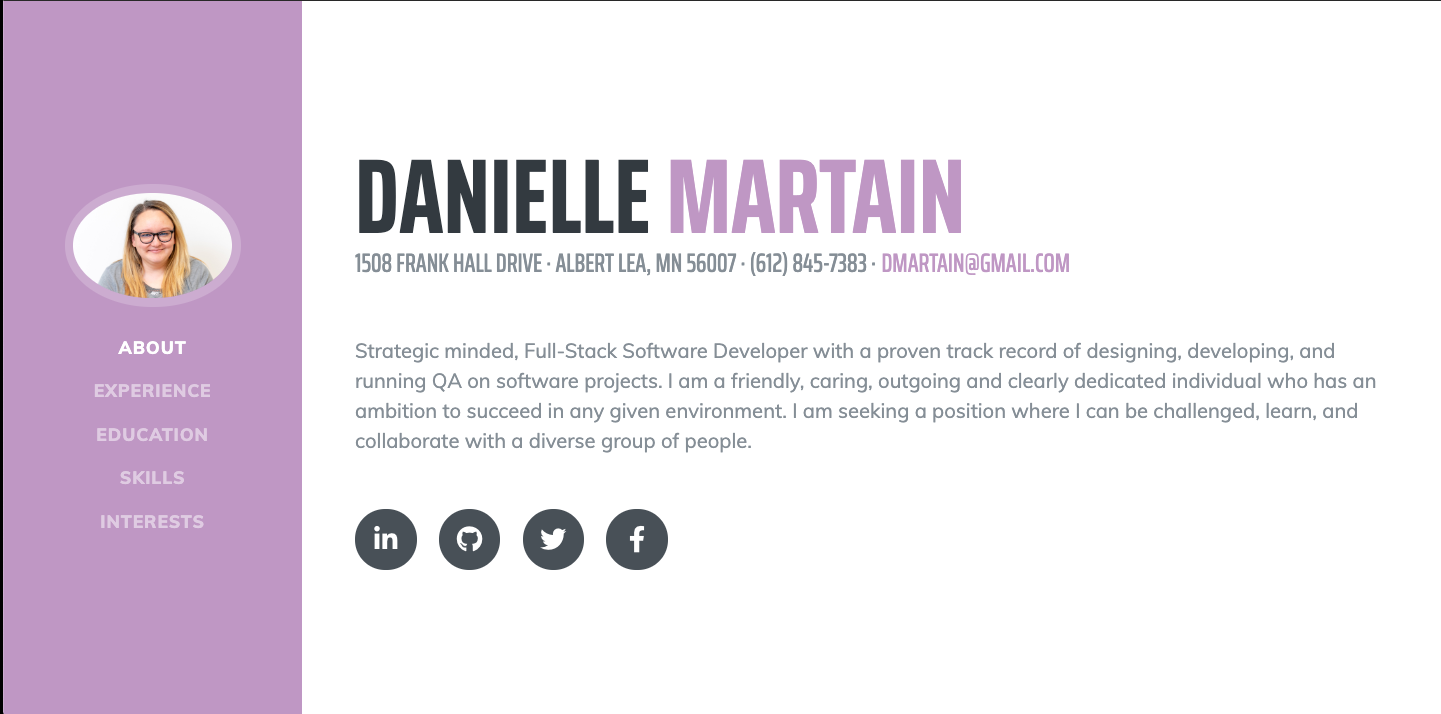 ABOUT
EXPERIENCE
EDUCATION
SKILLS
INTERESTS
DANIELLE MARTAIN
1508 FRANK HALL DRIVE · ALBERT LEA, MN 56007 · (612) 845-7383 · DMARTAIN@GMAIL.COM
Strategic minded, Full-Stack Software Developer with a proven track record of designing, developing, and
running QA on software projects. I am a friendly, caring, outgoing and clearly dedicated individual who has an
ambition to succeed in any given environment. I am seeking a position where I can be challenged, learn, and
collaborate with a diverse group of people.
in
f